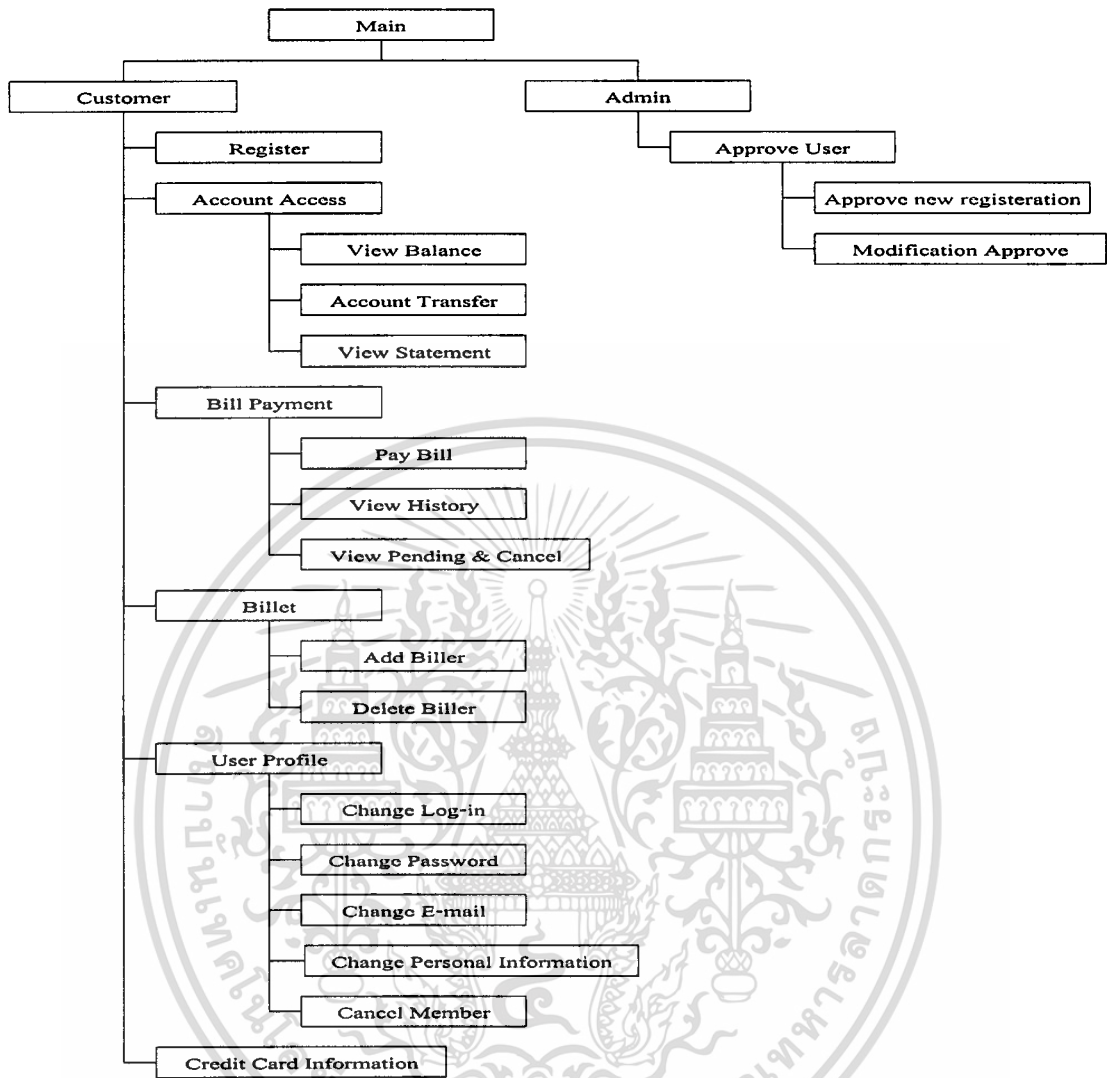 Main
Customer
Admin
Register
Approve User
Account Access
Approve new registeration
View Balance
Modification Approve
Account Transfer
View Statement
Bill Payment
Pay Bill
View History
View Pending & Cancel
Biller
Add Biller
Delete Biller
User Profile
Change Log-in
Change Password
Change E-mail
Change Personal Information
Cancel Member
Credit Card Information